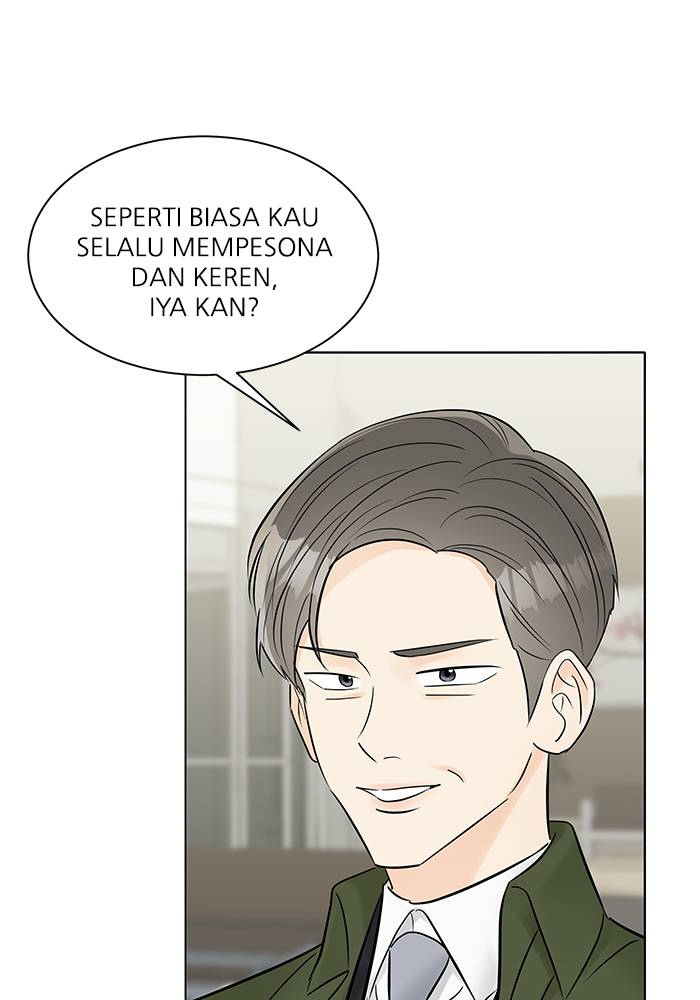 SEPERTI BIASA KAU
SELALU MEMPESONA
DAN KEREN,
IYA KAN?